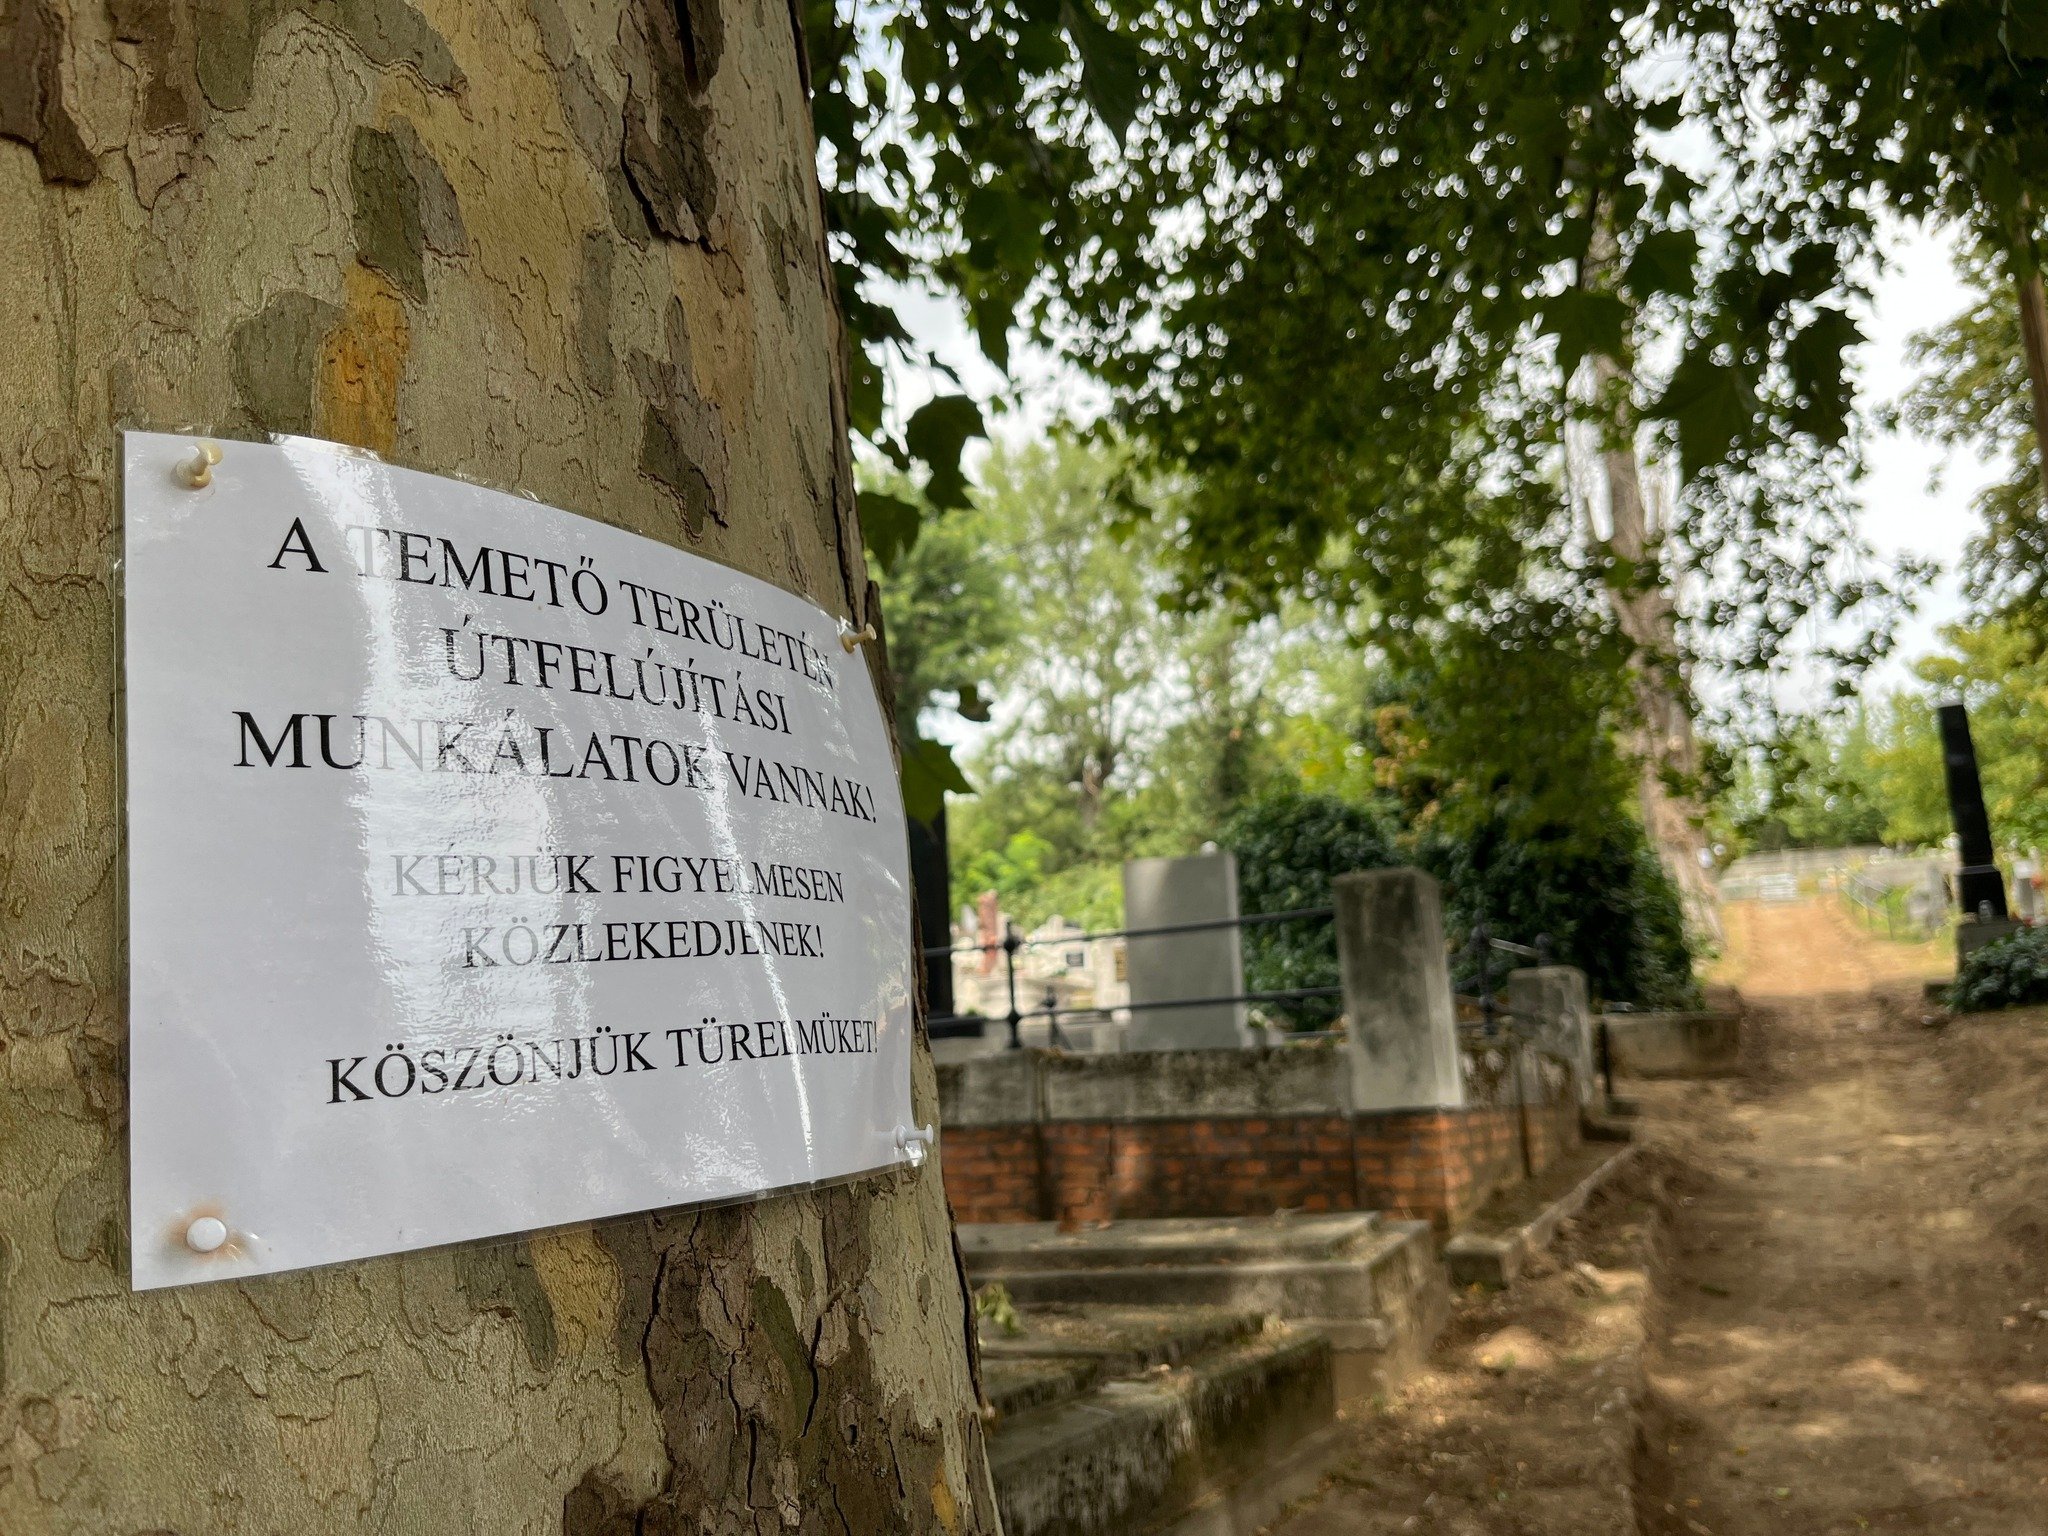 A TEMETŐ TERÜLETÉN
ÚTFELÚJÍTÁSI
MUNKÁLATOK VANNAK!
KÉRJÜK FIGYELMESEN
KÖZLEKEDJENEK!
KÖSZÖNJÜK TÜRELMÜKET!